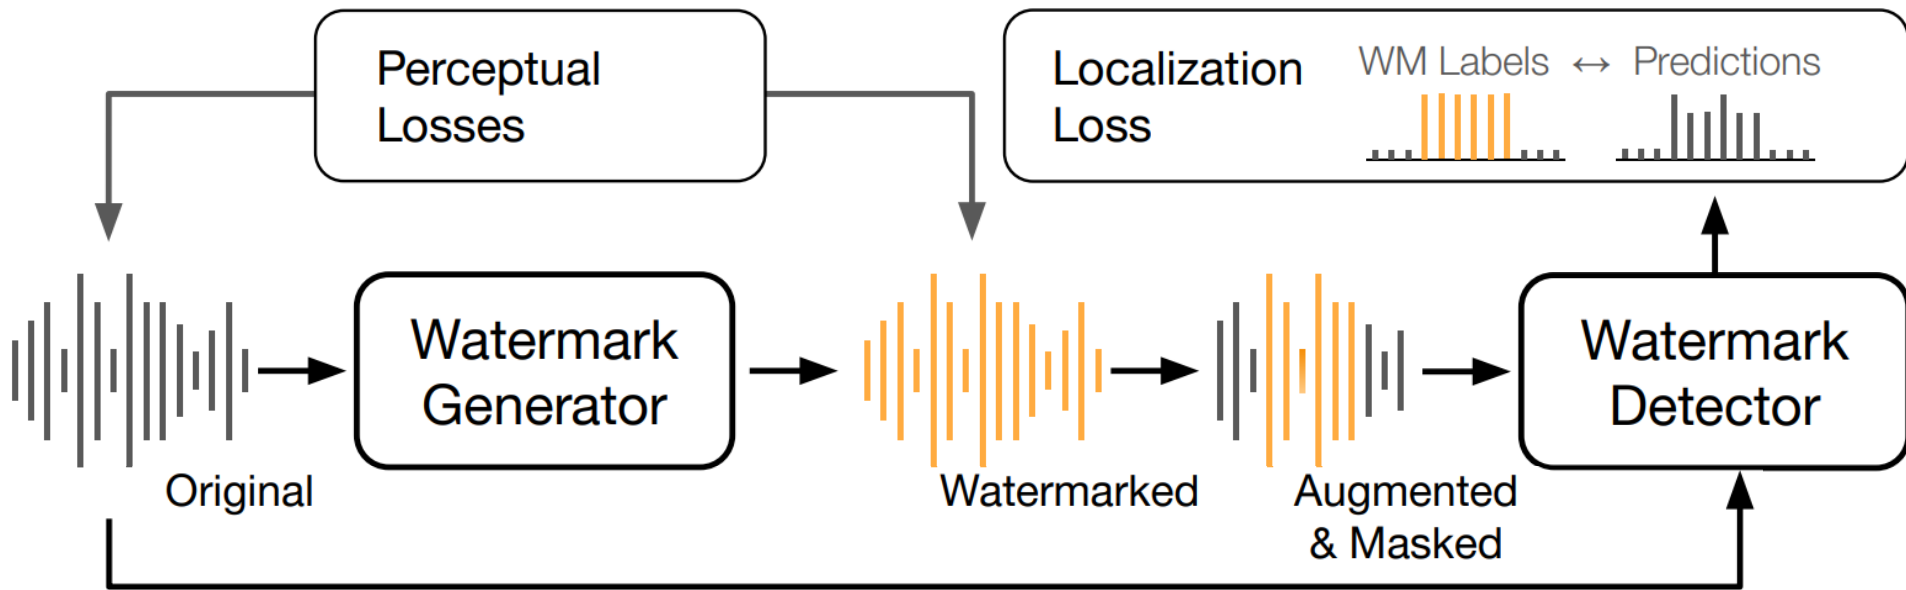 Perceptual
Losses
Localization
Loss
WM Labels ↔ Predictions
Watermark
Generator
Watermark
Detector
Original
Watermarked
Augmented
& Masked